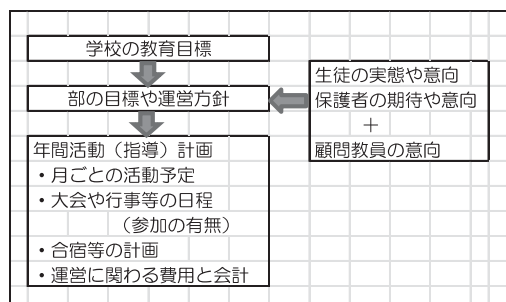 学校の教育目標
部の目標や運営方針
生徒の実態や意向
保護者の期待や意向
＋
顧問教員の意向
年間活動（指導）計画
・月ごとの活動予定
・大会や行事等の日程
（参加の有無）
・合宿等の計画
・運営に関わる費用と会計